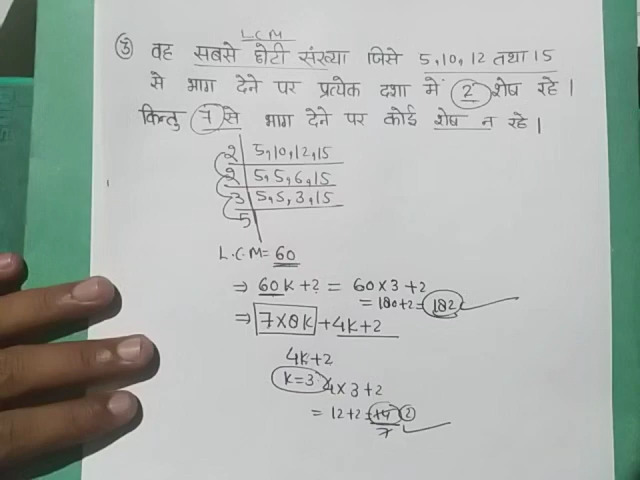 L.C.M
③ वह सबसे छोटी संख्या जिसे 5,10,12 तथा 15
से भाग देने पर प्रत्येक दशा में 2 शेष रहे।
किन्तु 7 से भाग देने पर कोई शेष न रहे।
2 | 5,10,12,15
2 | 5,5,6,15
3 | 5,5,3,15
5 |
L.C.M = 60
⇒ 60K+2 = 60×3+2
= 180+2 = 182
⇒ 7×8K+4K+2
4K+2
K=3 4×3+2
= 12+2 = 14 ②
7